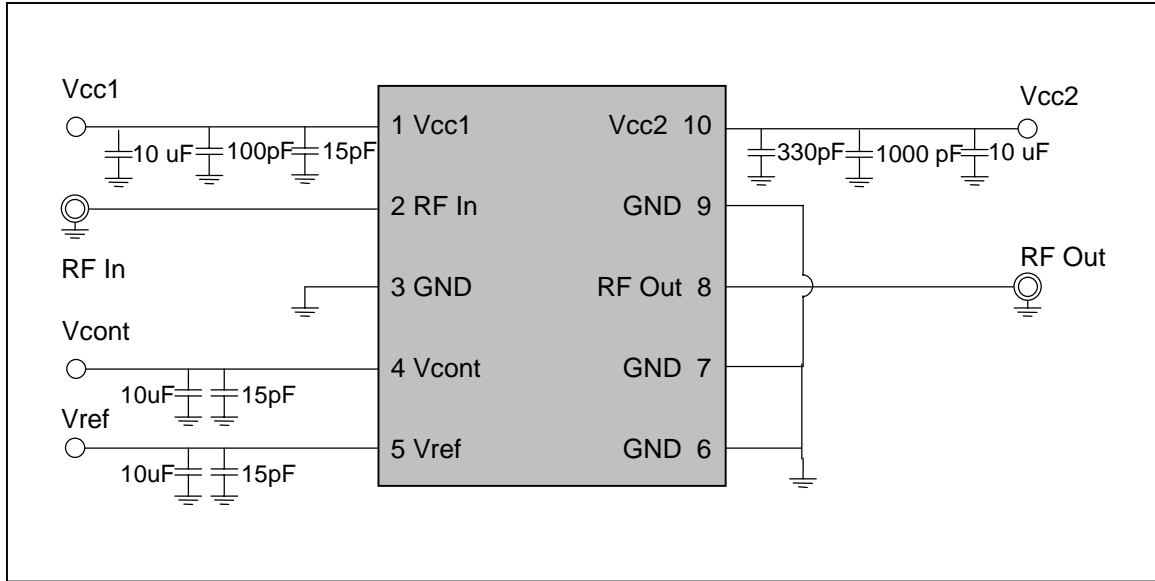 Vcc1
Vcc2
1 Vcc1
Vcc2 10
10 uF
100pF
15pF
330pF
1000 pF
10 uF
2 RF In
GND 9
RF In
RF Out
3 GND
RF Out 8
Vcont
4 Vcont
GND 7
10uF
15pF
Vref
5 Vref
GND 6
10uF
15pF